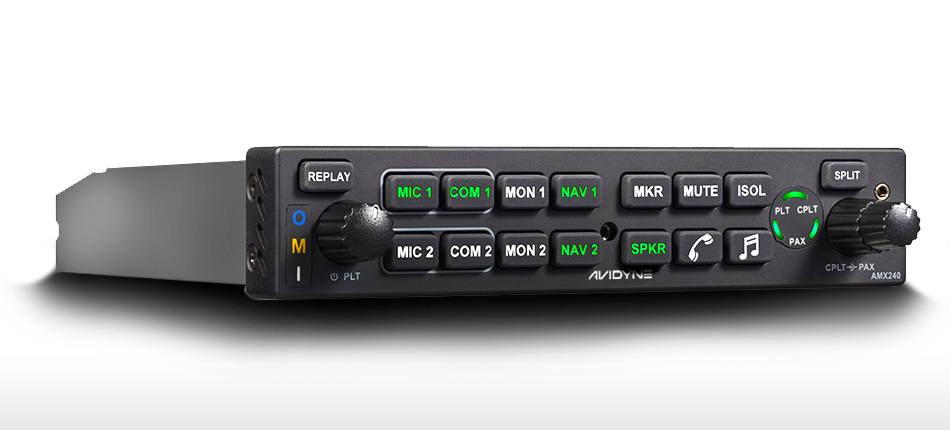 REPLAY
MIC 1 COM 1 MON 1 NAV 1 MKR MUTE ISOL
SPLIT
O
M
I
PLT CPLT
PAX
MIC 2 COM 2 MON 2 NAV 2 SPKR
PLT
AVIDYNE
CPLT PAX
AMX240